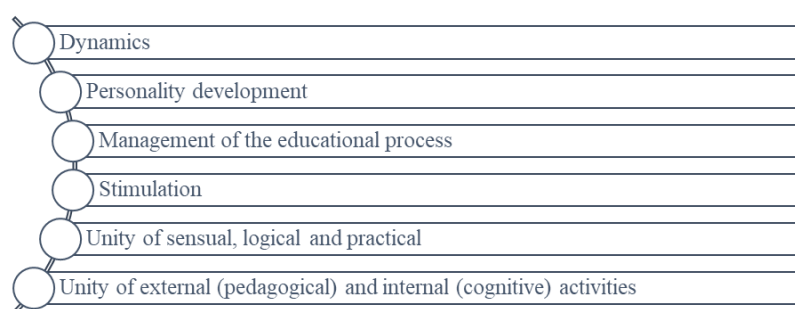 Dynamics
Personality development
Management of the educational process
Stimulation
Unity of sensual, logical and practical
Unity of external (pedagogical) and internal (cognitive) activities